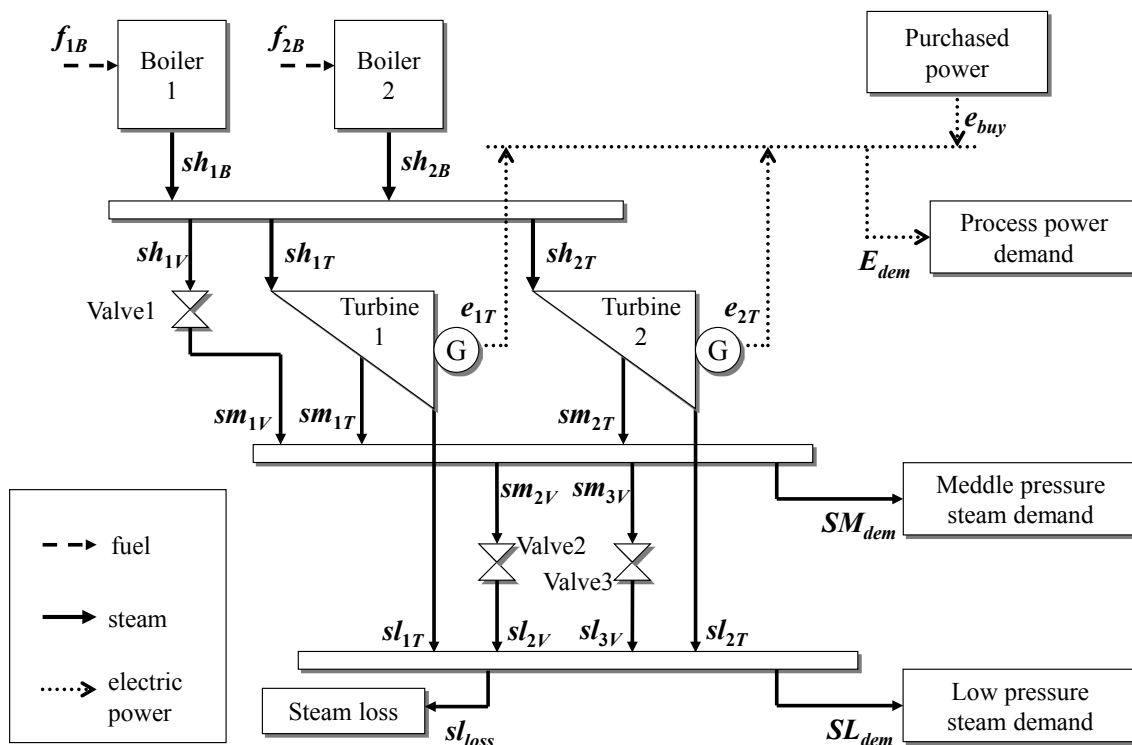 f1B
Boiler
1
f2B
Boiler
2
Purchased
power
ebuy
sh1B
sh2B
Process power
demand
Edem
sh1V
sh1T
sh2T
Valve1
Turbine
1
e1T
G
Turbine
2
e2T
G
sm1V
sm1T
sm2T
sm2V
sm3V
Meddle pressure
steam demand
SMdem
Valve2
Valve3
fuel
steam
electric
power
sl1T
sl2V
sl3V
sl2T
Steam loss
slloss
Low pressure
steam demand
SLdem